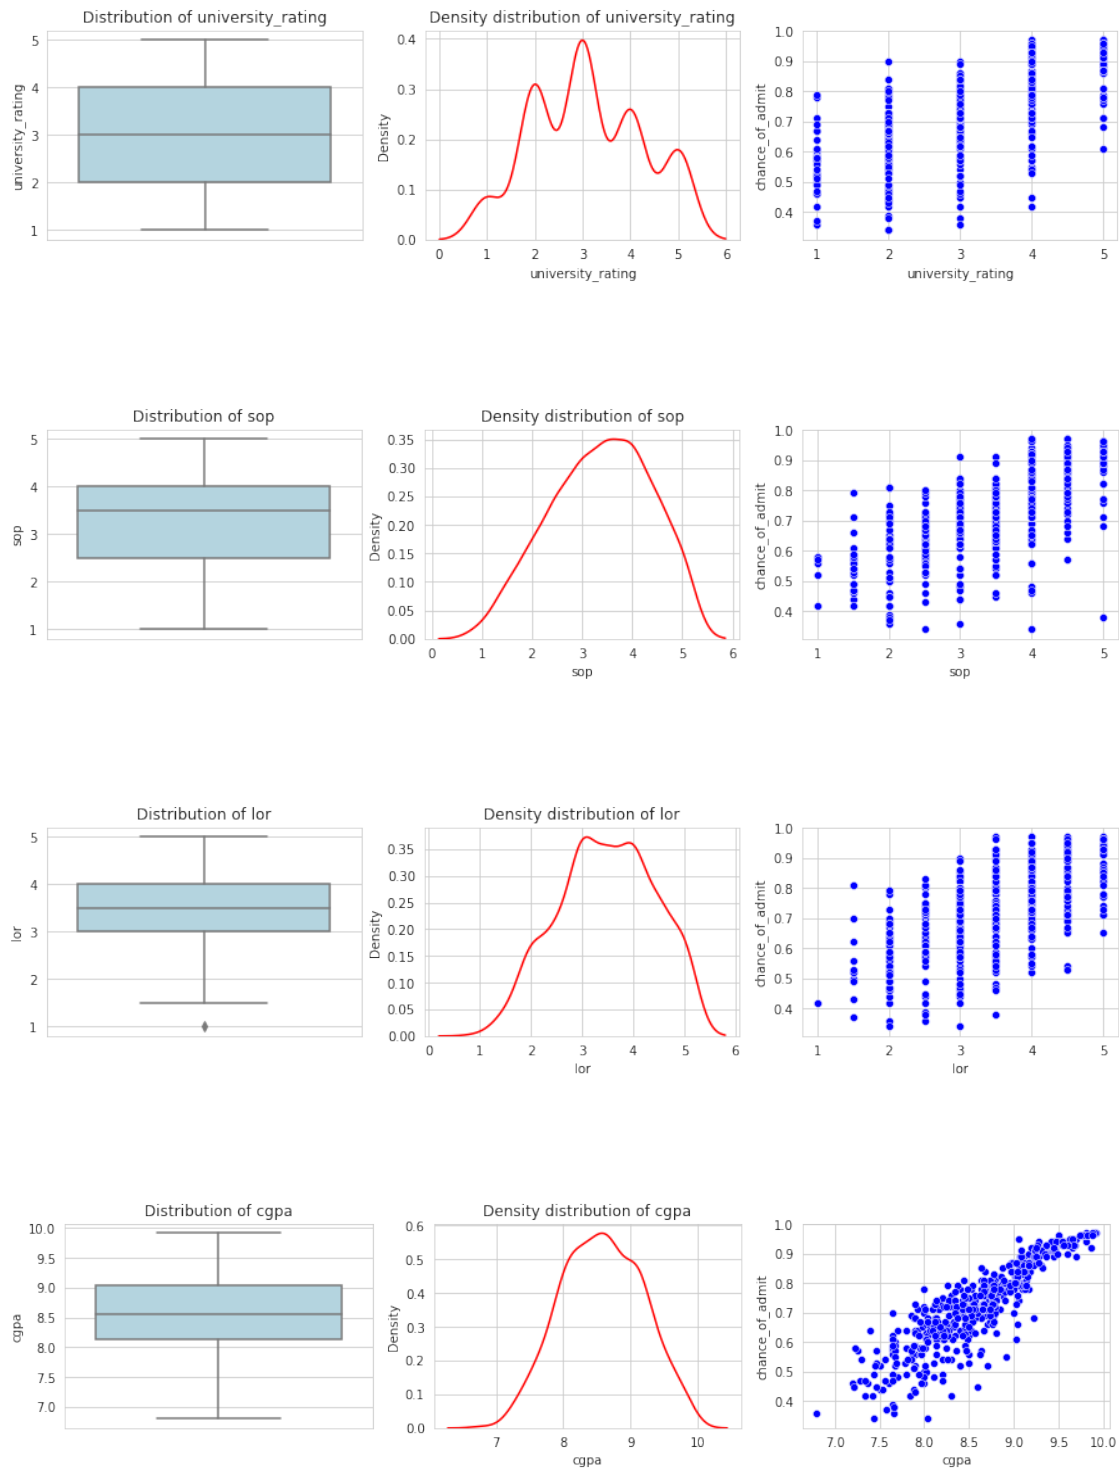 Distribution of university_rating
university_rating
5
4
3
2
1
Density distribution of university_rating
Density
0.4
0.3
0.2
0.1
0.0
0 1 2 3 4 5 6
university_rating
chance_of_admit
1.0
0.9
0.8
0.7
0.6
0.5
0.4
1 2 3 4 5
university_rating
Distribution of sop
sop
5
4
3
2
1
Density distribution of sop
Density
0.35
0.30
0.25
0.20
0.15
0.10
0.05
0.00
0 1 2 3 4 5 6
sop
chance_of_admit
1.0
0.9
0.8
0.7
0.6
0.5
0.4
1 2 3 4 5
sop
Distribution of lor
lor
5
4
3
2
1
Density distribution of lor
Density
0.35
0.30
0.25
0.20
0.15
0.10
0.05
0.00
0 1 2 3 4 5 6
lor
chance_of_admit
1.0
0.9
0.8
0.7
0.6
0.5
0.4
1 2 3 4 5
lor
Distribution of cgpa
cgpa
10.0
9.5
9.0
8.5
8.0
7.5
7.0
Density distribution of cgpa
Density
0.6
0.5
0.4
0.3
0.2
0.1
0.0
7 8 9 10
cgpa
chance_of_admit
1.0
0.9
0.8
0.7
0.6
0.5
0.4
7.0 7.5 8.0 8.5 9.0 9.5 10.0
cgpa